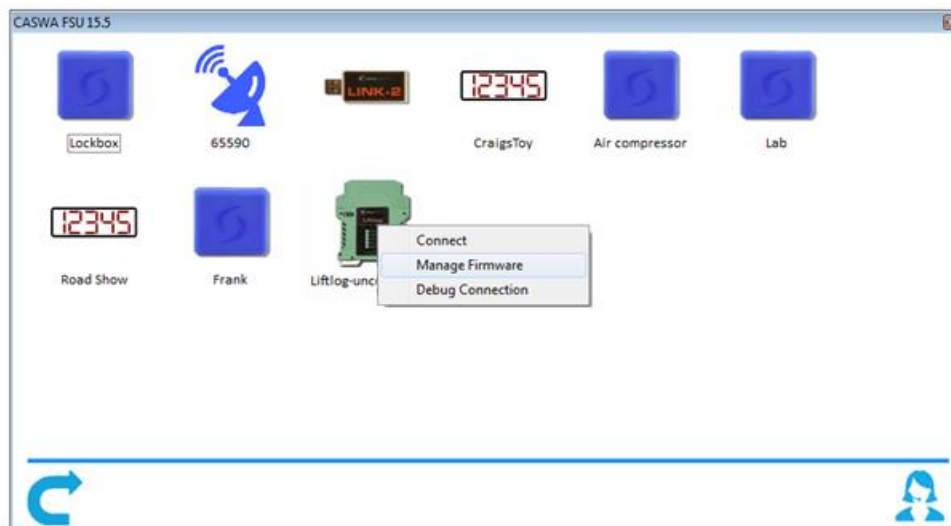 CASWA FSU 15.5
LINK-2
12345
Lockbox
65590
CraigsToy
Air compressor
Lab
12345
Road Show
Frank
Connect
Manage Firmware
Debug Connection